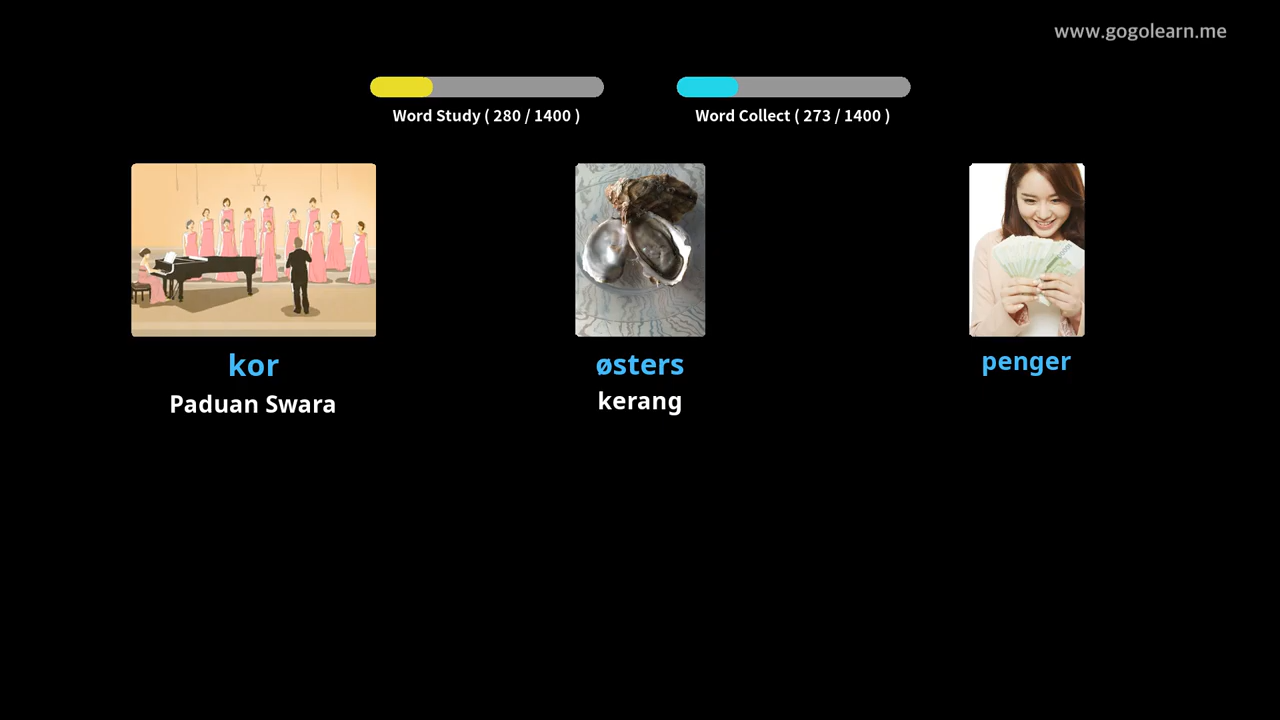 www.gogolearn.me
Word Study ( 280 / 1400 )
Word Collect ( 273 / 1400 )
kor
Paduan Swara
østers
kerang
penger